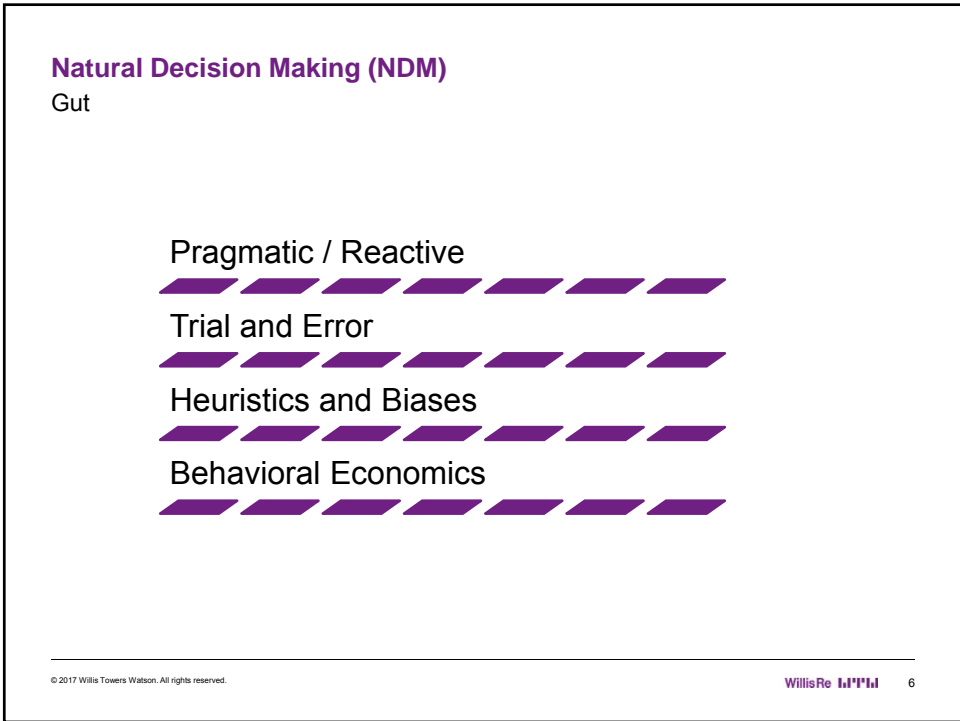 Natural Decision Making (NDM)
Gut
Pragmatic / Reactive
Trial and Error
Heuristics and Biases
Behavioral Economics
© 2017 Willis Towers Watson. All rights reserved.
WillisRe
6